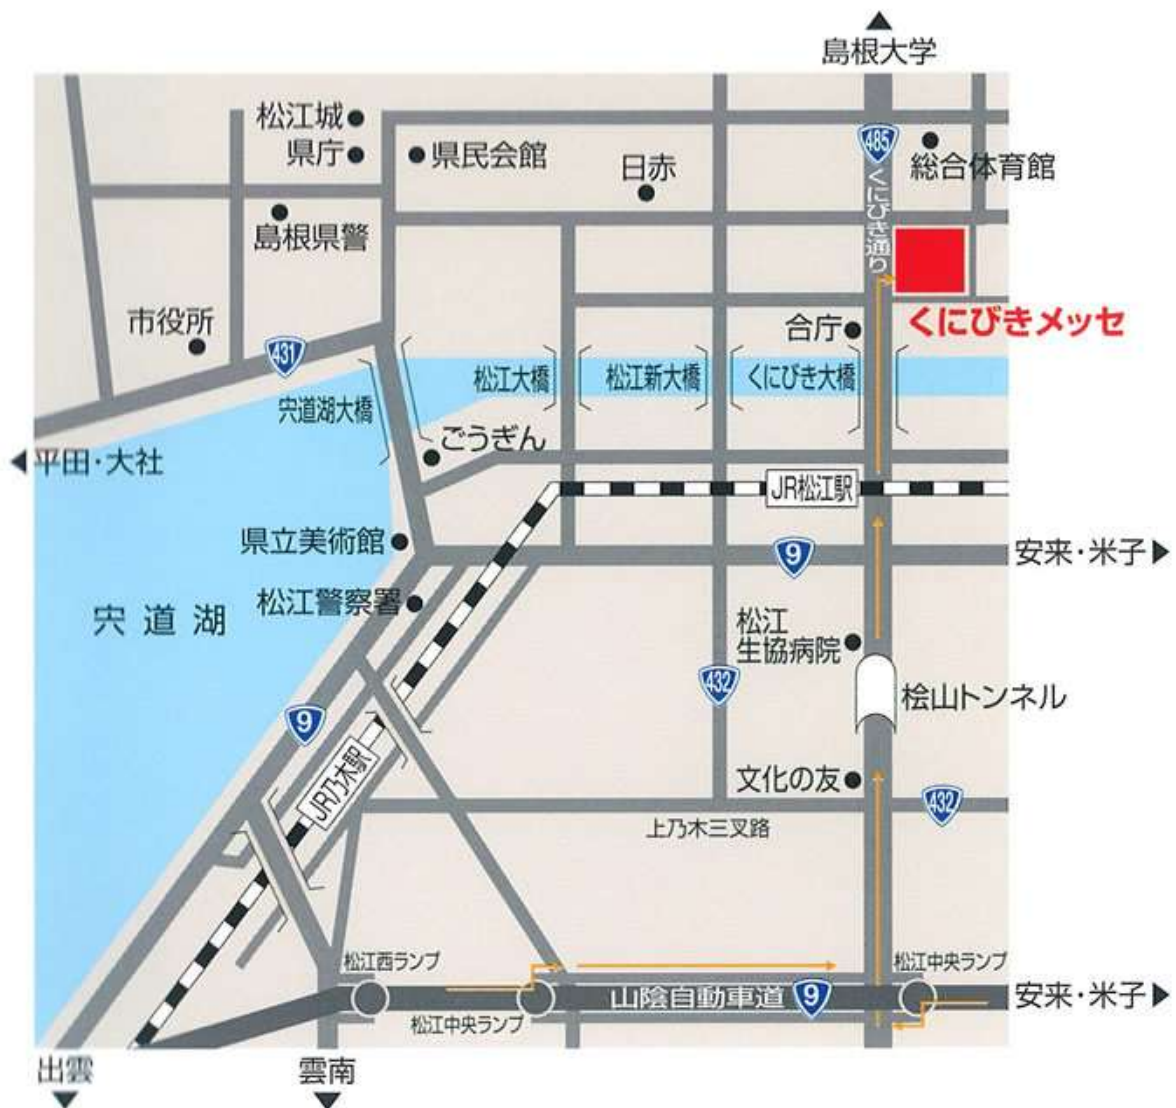 島根大学
松江城
県庁
県民会館
日赤
485
総合体育館
くにびき通り
島根県警
市役所
431
合庁
くにびきメッセ
宍道湖大橋
松江大橋
松江新大橋
くにびき大橋
平田・大社
ごうぎん
JR松江駅
県立美術館
9
安来・米子
松江警察署
宍道湖
松江
生協病院
432
桧山トンネル
9
JR乃木駅
文化の友
432
上乃木三叉路
松江西ランプ
松江中央ランプ
山陰自動車道
9
安来・米子
松江中央ランプ
出雲
雲南